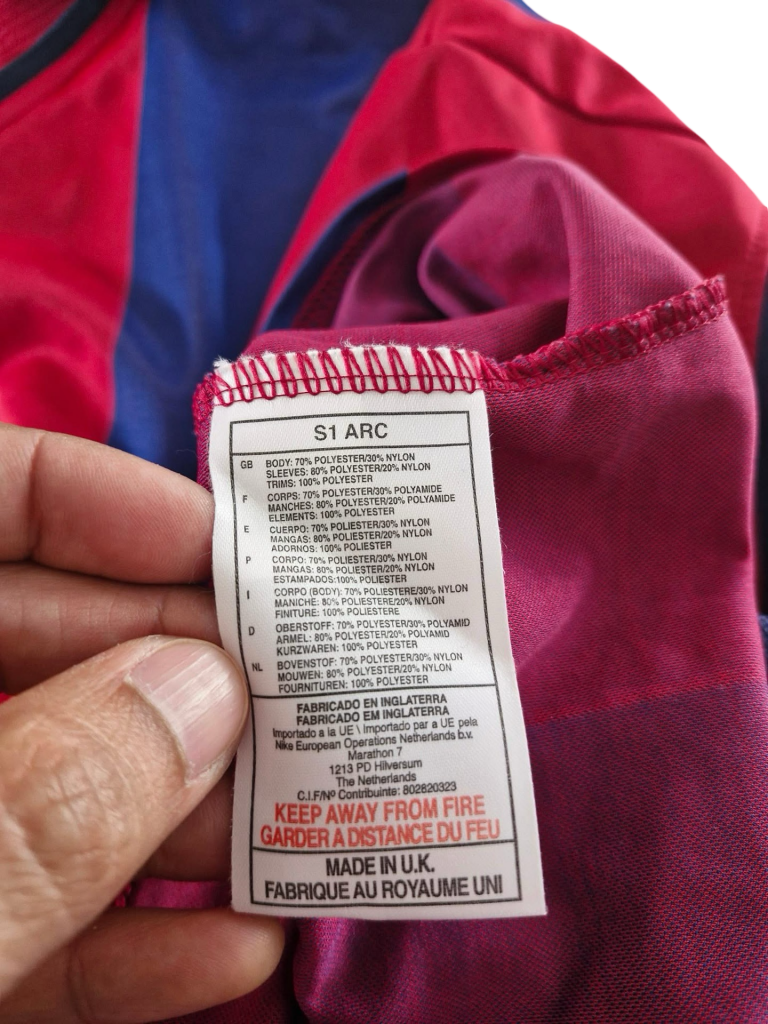 S1 ARC
GB BODY: 70% POLYESTER/30% NYLON
SLEEVES: 80% POLYESTER/20% NYLON
TRIMS: 100% POLYESTER
F CORPS: 70% POLYESTER/30% POLYAMIDE
MANCHES: 80% POLYESTER/20% POLYAMIDE
ELEMENTS: 100% POLYESTER
E CUERPO: 70% POLIESTER/30% NYLON
MANGAS: 80% POLIESTER/20% NYLON
ADORNOS: 100% POLIESTER
P CORPO: 70% POLIESTER/30% NYLON
MANGAS: 80% POLIESTER/20% NYLON
ESTAMPADOS:100% POLIESTER
I CORPO (BODY): 70% POLIESTERE/30% NYLON
MANICHE: 80% POLIESTERE/20% NYLON
FINITURE: 100% POLIESTERE
D OBERSTOFF: 70% POLYESTER/30% POLYAMID
ARMEL: 80% POLYESTER/20% POLYAMID
KURZWAREN: 100% POLYESTER
NL BOVENSTOF: 70% POLYESTER/30% NYLON
MOUWEN: 80% POLYESTER/20% NYLON
FOURNITUREN: 100% POLYESTER
FABRICADO EN INGLATERRA
FABRICADO EM INGLATERRA
Importado a la UE \ Importado par a UE pela
Nike European Operations Netherlands b.v.
Marathon 7
1213 PD Hilversum
The Netherlands
C.I.F/Nº Contribuinte: 802820323
KEEP AWAY FROM FIRE
GARDER A DISTANCE DU FEU
MADE IN U.K.
FABRIQUE AU ROYAUME UNI